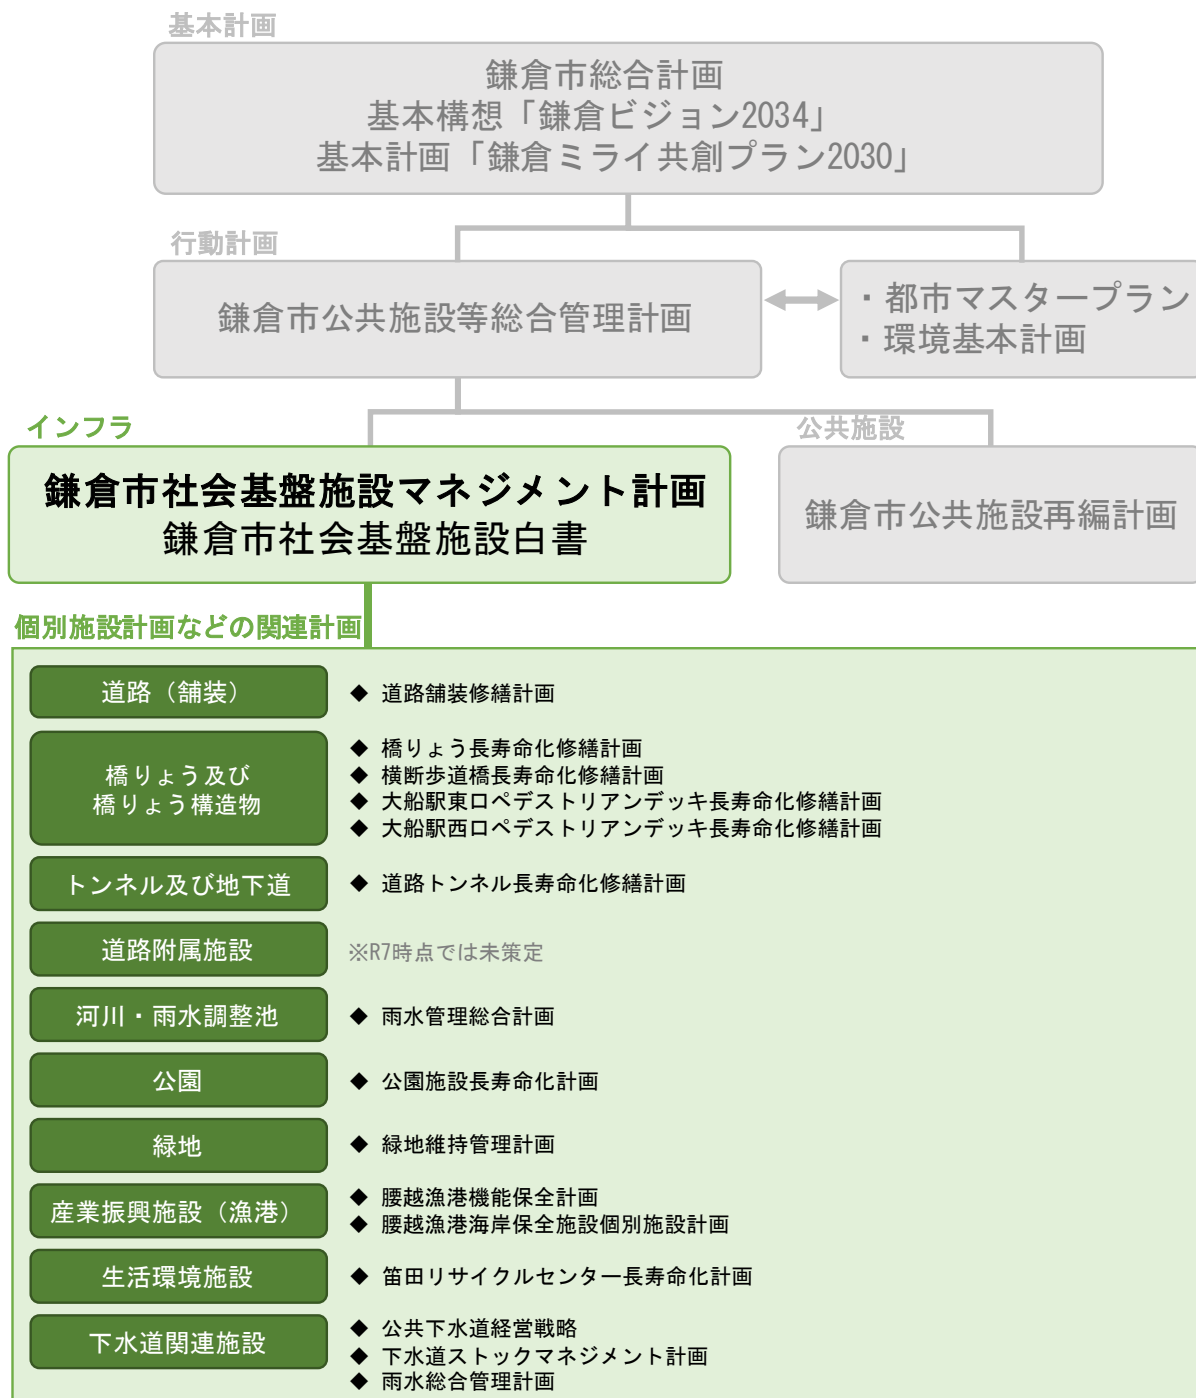 基本計画
鎌倉市総合計画
基本構想「鎌倉ビジョン2034」
基本計画「鎌倉ミライ共創プラン2030」
行動計画
鎌倉市公共施設等総合管理計画
・都市マスタープラン
・環境基本計画
インフラ
公共施設
鎌倉市社会基盤施設マネジメント計画
鎌倉市社会基盤施設白書
鎌倉市公共施設再編計画
個別施設計画などの関連計画
道路（舗装）
◆ 道路舗装修繕計画
橋りょう及び
橋りょう構造物
◆ 橋りょう長寿命化修繕計画
◆ 横断歩道橋長寿命化修繕計画
◆ 大船駅東口ペデストリアンデッキ長寿命化修繕計画
◆ 大船駅西口ペデストリアンデッキ長寿命化修繕計画
トンネル及び地下道
◆ 道路トンネル長寿命化修繕計画
道路附属施設
※R7時点では未策定
河川・雨水調整池
◆ 雨水管理総合計画
公園
◆ 公園施設長寿命化計画
緑地
◆ 緑地維持管理計画
産業振興施設（漁港）
◆ 腰越漁港機能保全計画
◆ 腰越漁港海岸保全施設個別施設計画
生活環境施設
◆ 笛田リサイクルセンター長寿命化計画
下水道関連施設
◆ 公共下水道経営戦略
◆ 下水道ストックマネジメント計画
◆ 雨水総合管理計画